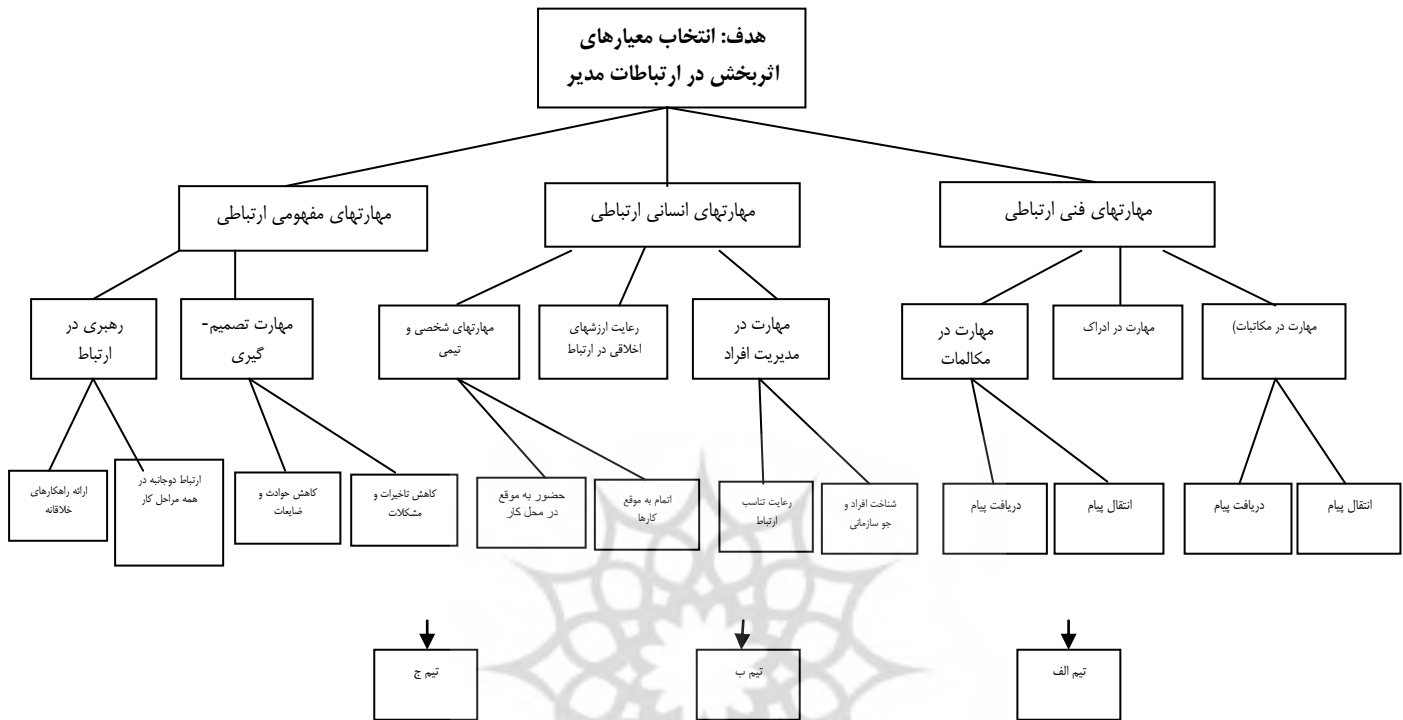 هدف: انتخاب معیارهای
اثربخش در ارتباطات مدیر
مهارتهای فنی ارتباطی
مهارتهای انسانی ارتباطی
مهارتهای مفهومی ارتباطی
مهارت در مکاتبات)
مهارت در ادراک
مهارت در
مکالمات
مهارت در
مدیریت افراد
رعایت ارزشهای
اخلاقی در ارتباط
مهارتهای شخصی و
تیمی
مهارت تصمیم-
گیری
رهبری در
ارتباط
انتقال پیام
دریافت پیام
انتقال پیام
دریافت پیام
شناخت افراد و
جو سازمانی
رعایت تناسب
ارتباط
اتمام به موقع
کارها
حضور به موقع
در محل کار
کاهش تاخیرات و
مشکلات
کاهش حوادث و
ضایعات
ارتباط دوجانبه در
همه مراحل کار
ارائه راهکارهای
خلاقانه
تیم الف
تیم ب
تیم ج